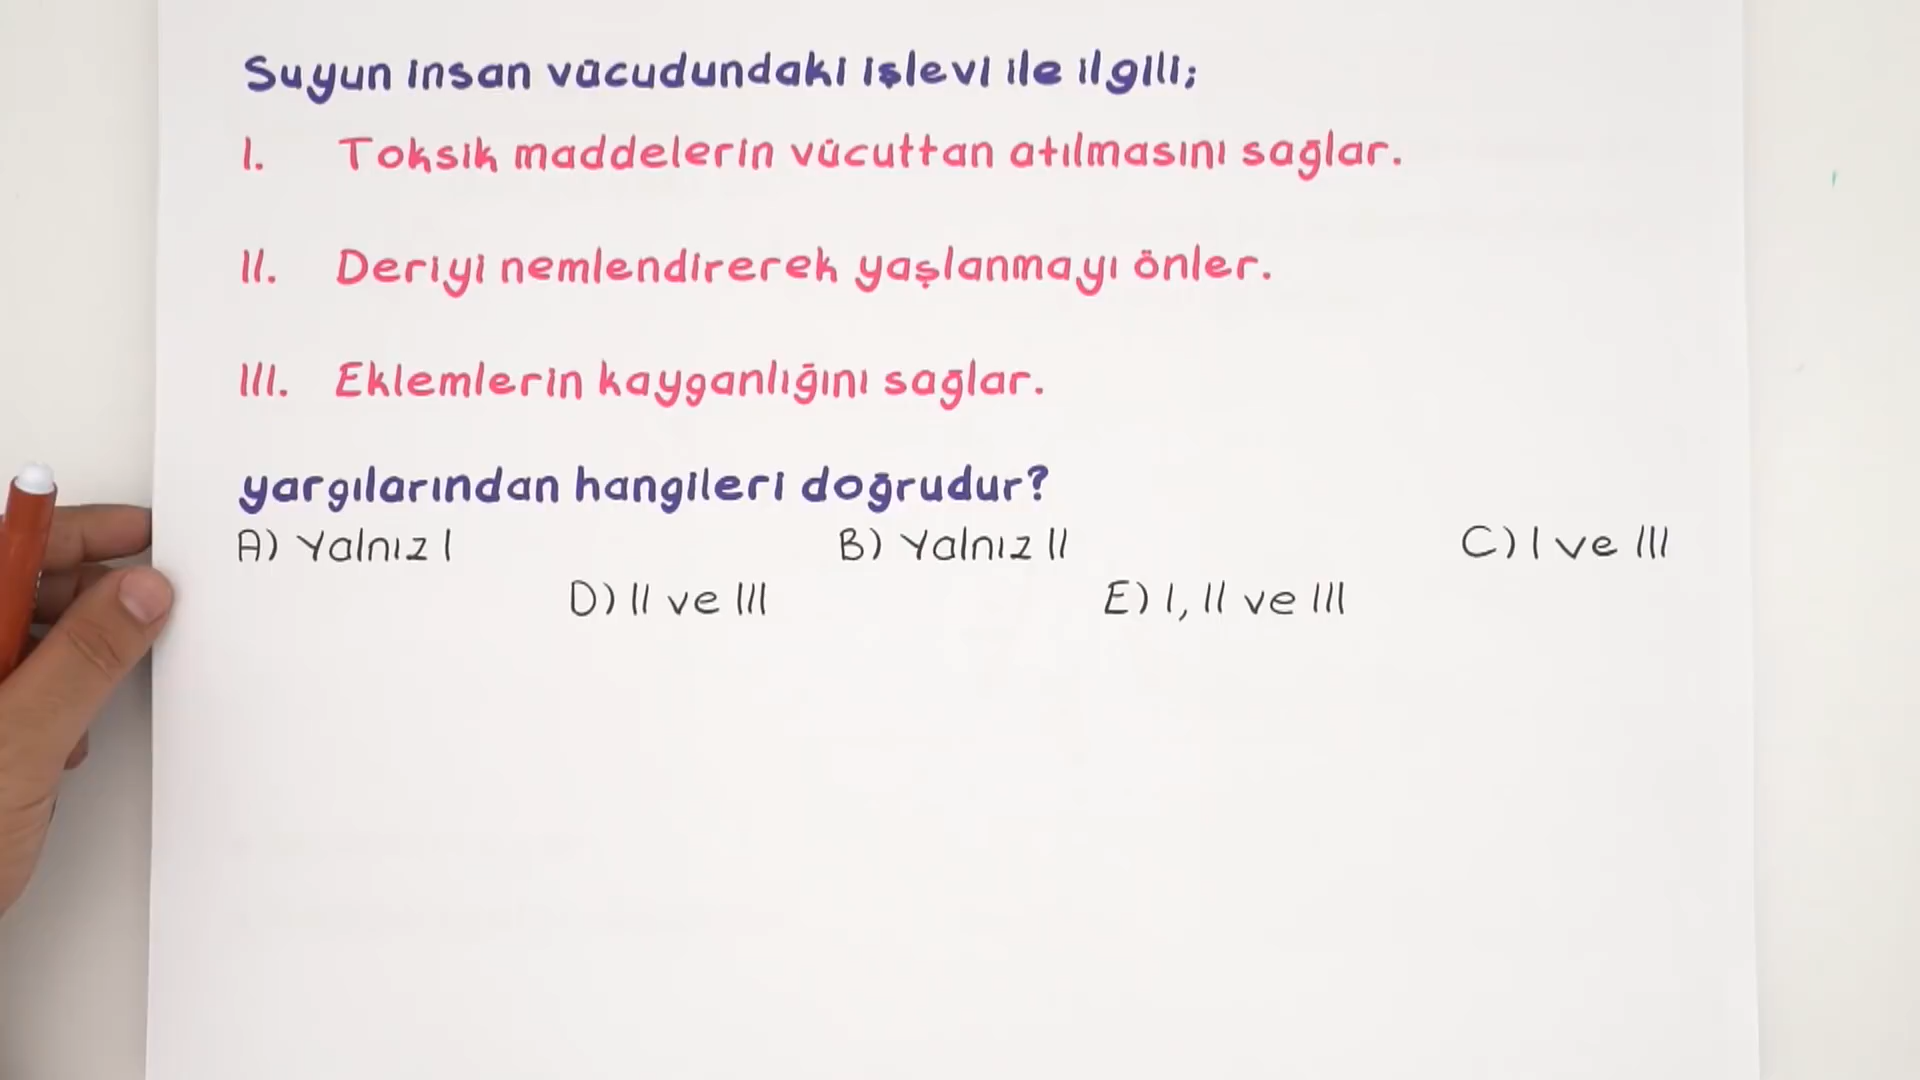 Suyun insan vücudundaki işlevi ile ilgili;
I. Toksik maddelerin vücuttan atılmasını sağlar.
II. Deriyi nemlendirerek yaşlanmayı önler.
III. Eklemlerin kayganlığını sağlar.
yargılarından hangileri doğrudur?
A) Yalnız I B) Yalnız II C) I ve III
D) II ve III E) I, II ve III